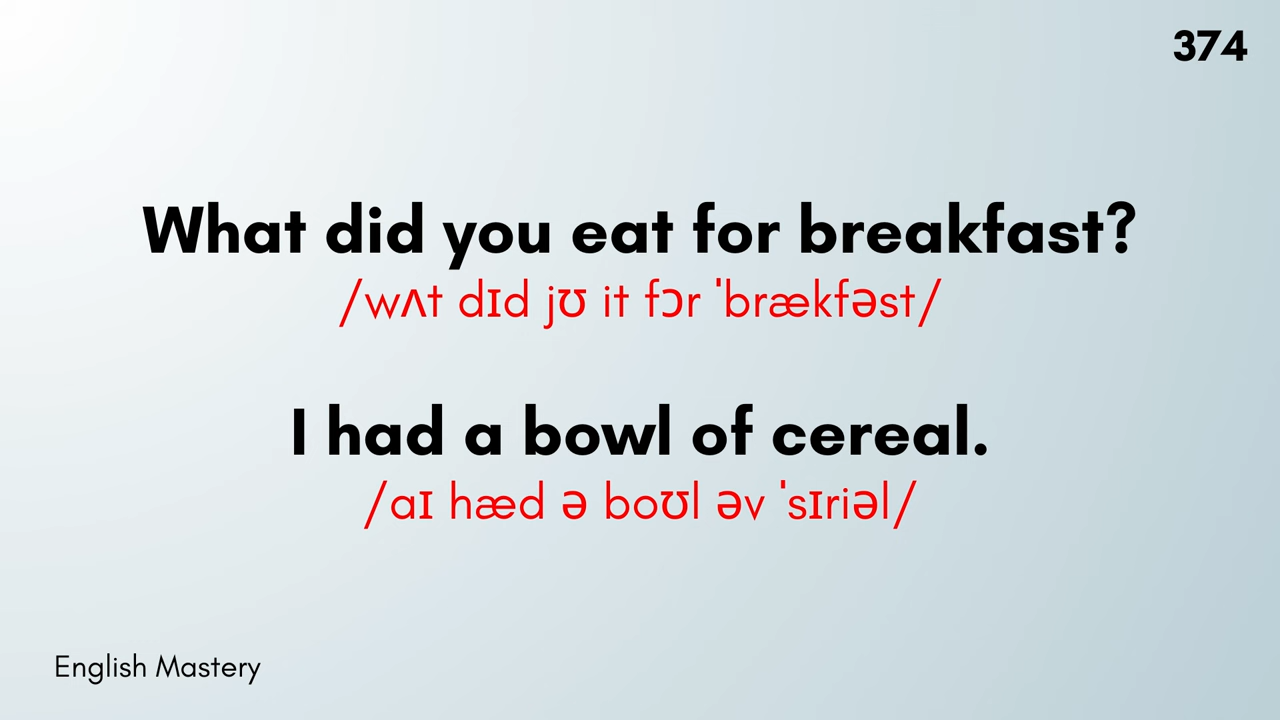 374
What did you eat for breakfast?
/wʌt dɪd jʊ it fɔr ˈbrækfəst/
I had a bowl of cereal.
/aɪ hæd ə boʊl əv ˈsɪriəl/
English Mastery